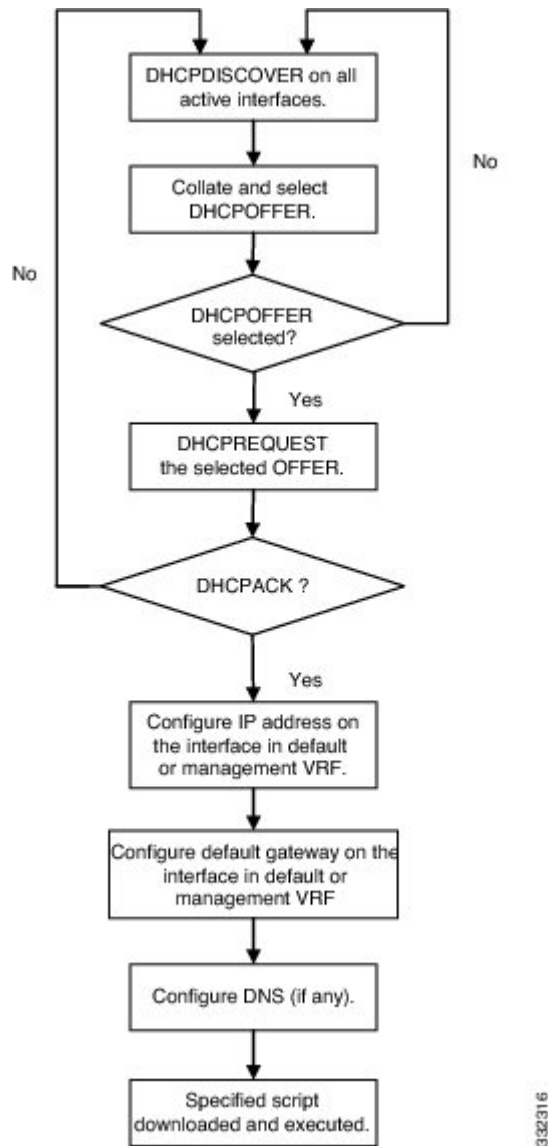 DHCPDISCOVER on all
active interfaces.
No
Collate and select
DHCPOFFER.
No
DHCPOFFER
selected?
Yes
DHCPREQUEST
the selected OFFER.
DHCPACK ?
Yes
Configure IP address on
the interface in default
or management VRF.
Configure default gateway on the
interface in default or
management VRF
Configure DNS (if any).
Specified script
downloaded and executed.
332316